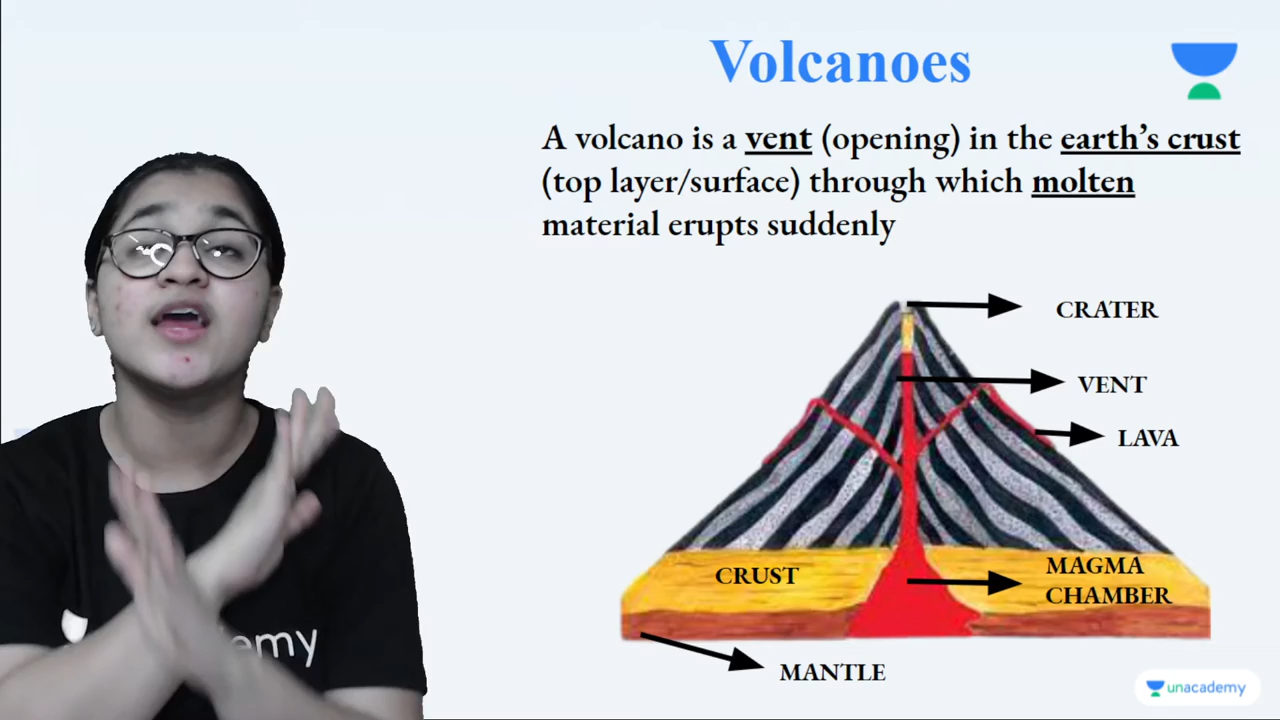 Volcanoes
A volcano is a vent (opening) in the earth’s crust
(top layer/surface) through which molten
material erupts suddenly
CRATER
VENT
LAVA
CRUST
MAGMA
CHAMBER
MANTLE
unacademy